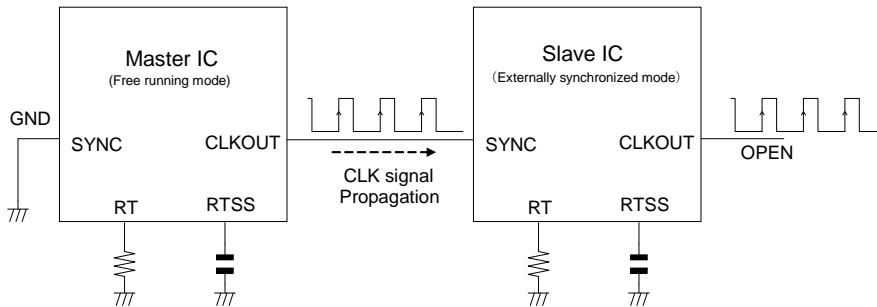 Master IC
(Free running mode)
Slave IC
(Externally synchronized mode)
GND
SYNC
CLKOUT
SYNC
CLKOUT
OPEN
CLK signal
Propagation
RT
RTSS
RT
RTSS